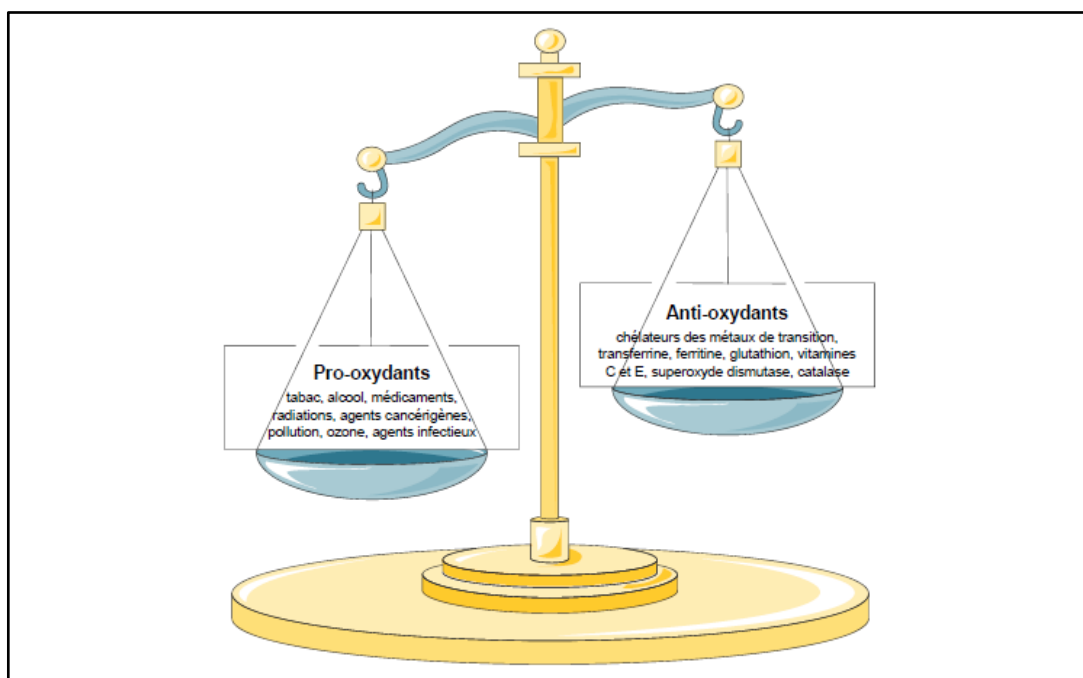 Pro-oxydants
tabac, alcool, médicaments,
radiations, agents cancérigènes,
pollution, ozone, agents infectieux
Anti-oxydants
chélateurs des métaux de transition,
transferrine, ferritine, glutathion, vitamines
C et E, superoxyde dismutase, catalase